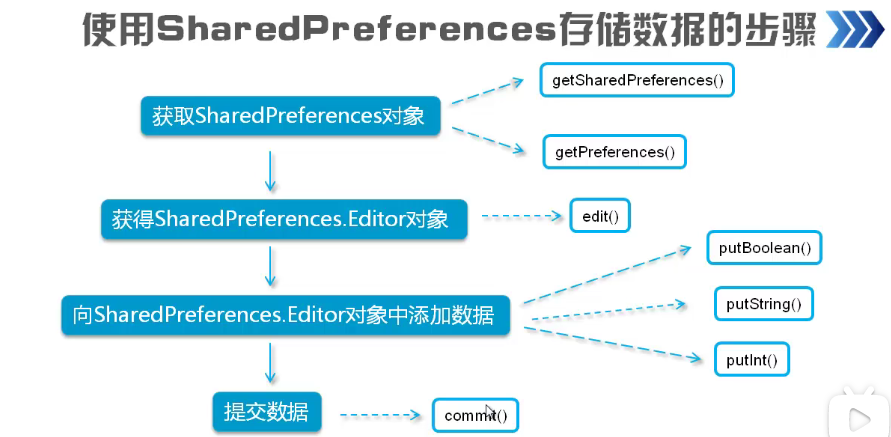 使用SharedPreferences存储数据的步骤
获取SharedPreferences对象
getSharedPreferences()
getPreferences()
获得SharedPreferences.Editor对象
edit()
向SharedPreferences.Editor对象中添加数据
putBoolean()
putString()
putInt()
提交数据
commit()